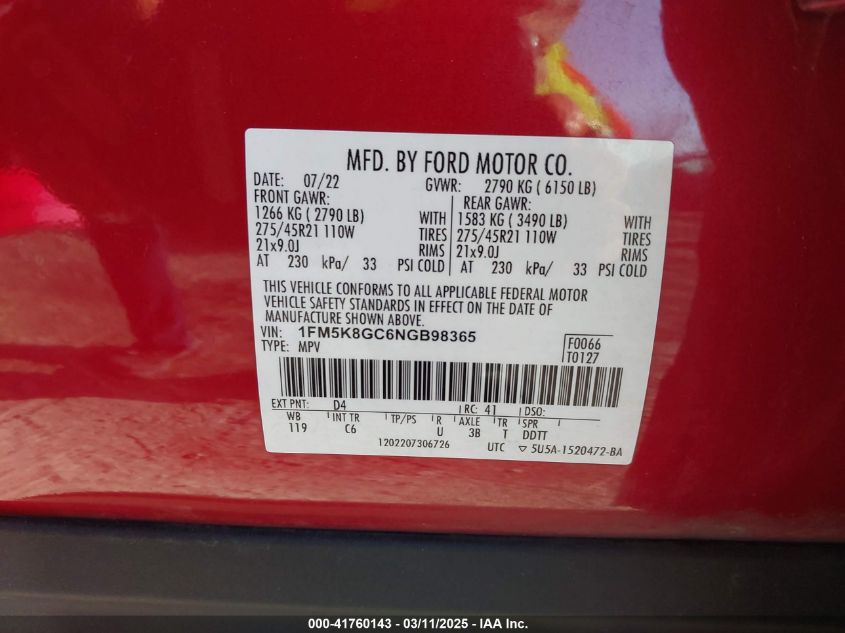 MFD. BY FORD MOTOR CO.
DATE: 07/22 GVWR: 2790 KG ( 6150 LB)
FRONT GAWR: REAR GAWR:
1266 KG ( 2790 LB) WITH 1583 KG ( 3490 LB) WITH
275/45R21 110W TIRES 275/45R21 110W TIRES
21x9.0J RIMS 21x9.0J RIMS
AT 230 kPa/ 33 PSI COLD AT 230 kPa/ 33 PSI COLD
THIS VEHICLE CONFORMS TO ALL APPLICABLE FEDERAL MOTOR
VEHICLE SAFETY STANDARDS IN EFFECT ON THE DATE OF
MANUFACTURE SHOWN ABOVE.
VIN: 1FM5K8GC6NGB98365
TYPE: MPV
F0066
T0127
EXT PNT: D4 RC: 41 DSO:
WB INT TR TP/PS R AXLE TR SPR
119 C6 U 3B T DDTT
1202207306726 UTC ▽ 5U5A-1520472-BA
000-41760143 - 03/11/2025 - IAA Inc.